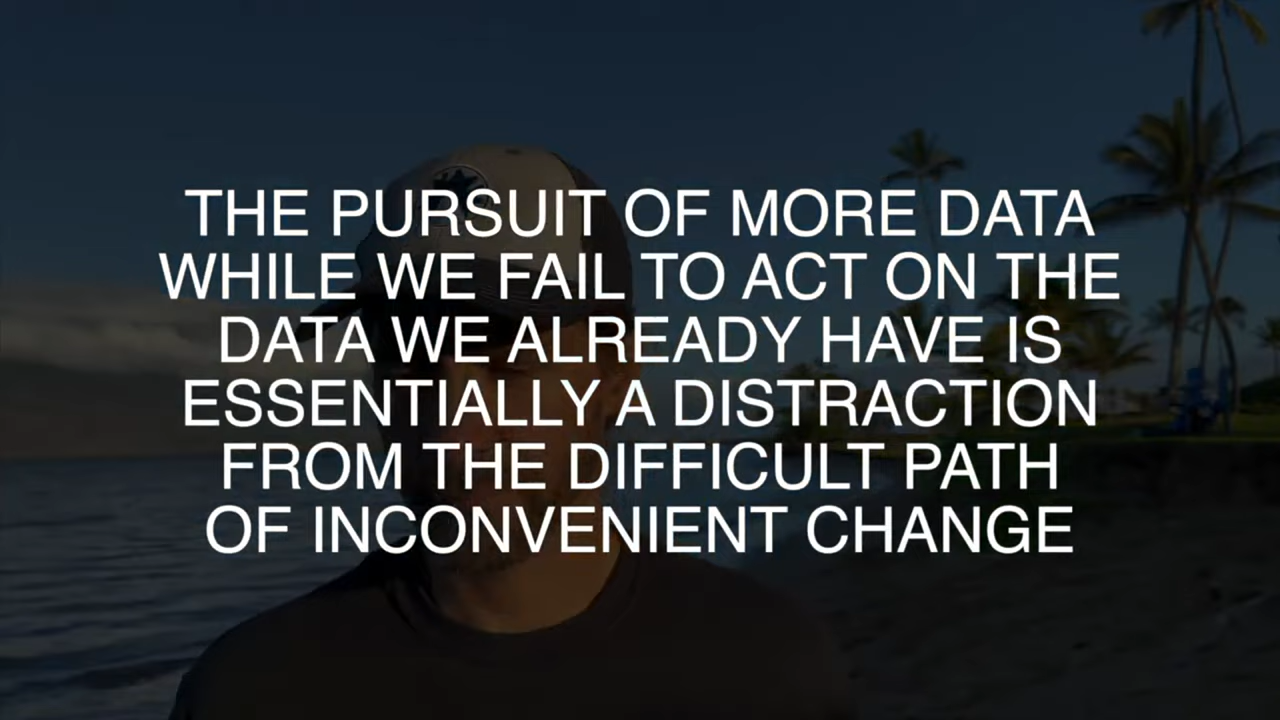 THE PURSUIT OF MORE DATA
WHILE WE FAIL TO ACT ON THE
DATA WE ALREADY HAVE IS
ESSENTIALLY A DISTRACTION
FROM THE DIFFICULT PATH
OF INCONVENIENT CHANGE